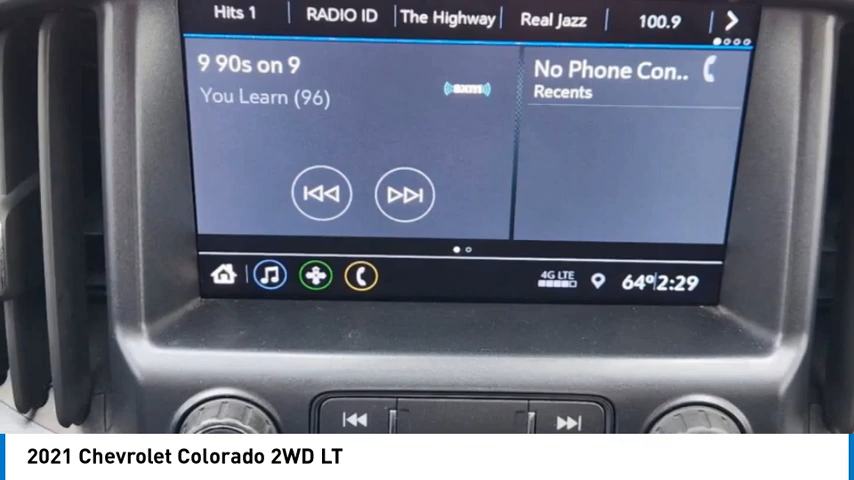 Hits 1 RADIO ID The Highway Real Jazz 100.9
9 90s on 9
You Learn (96)
sxm
No Phone Con..
Recents
4G LTE 64° 2:29
2021 Chevrolet Colorado 2WD LT